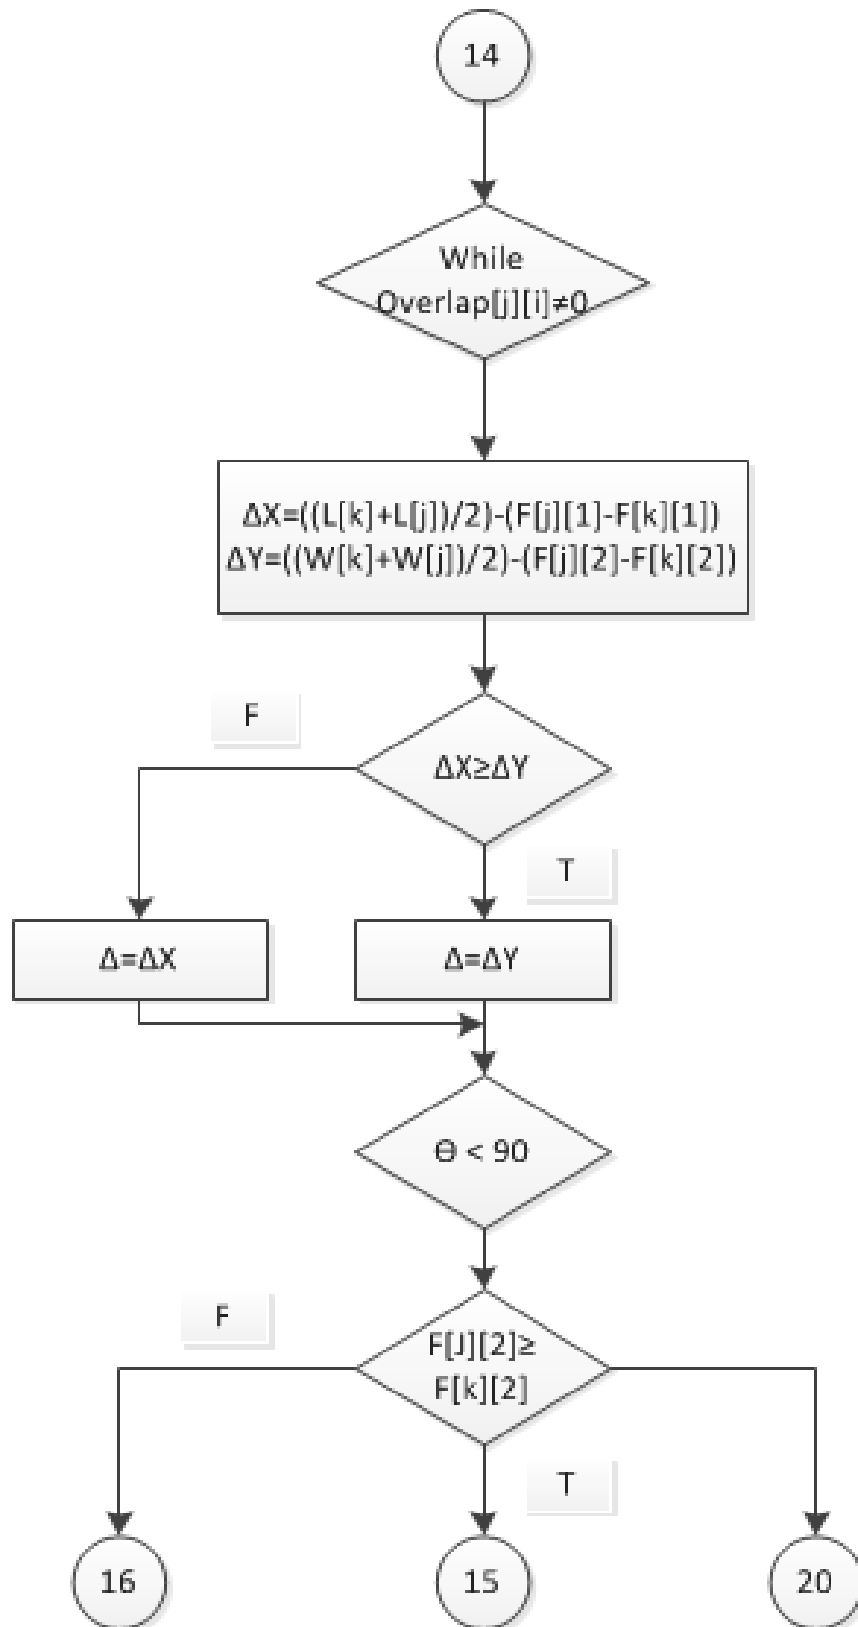 14
While
Overlap[j][i]≠0
ΔX=((L[k]+L[j])/2)-(F[j][1]-F[k][1])
ΔY=((W[k]+W[j])/2)-(F[j][2]-F[k][2])
F
ΔX≥ΔY
T
Δ=ΔX
Δ=ΔY
Θ < 90
F
F[J][2]≥
F[k][2]
T
16
15
20